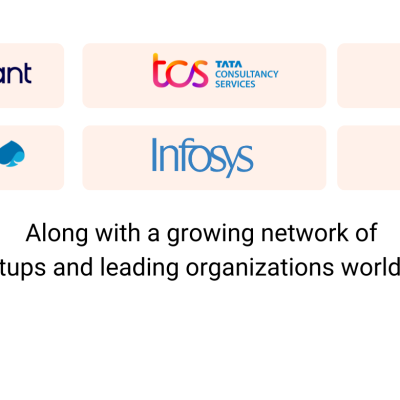 ant
tcs TATA
CONSULTANCY
SERVICES
Infosys
Along with a growing network of
tups and leading organizations world